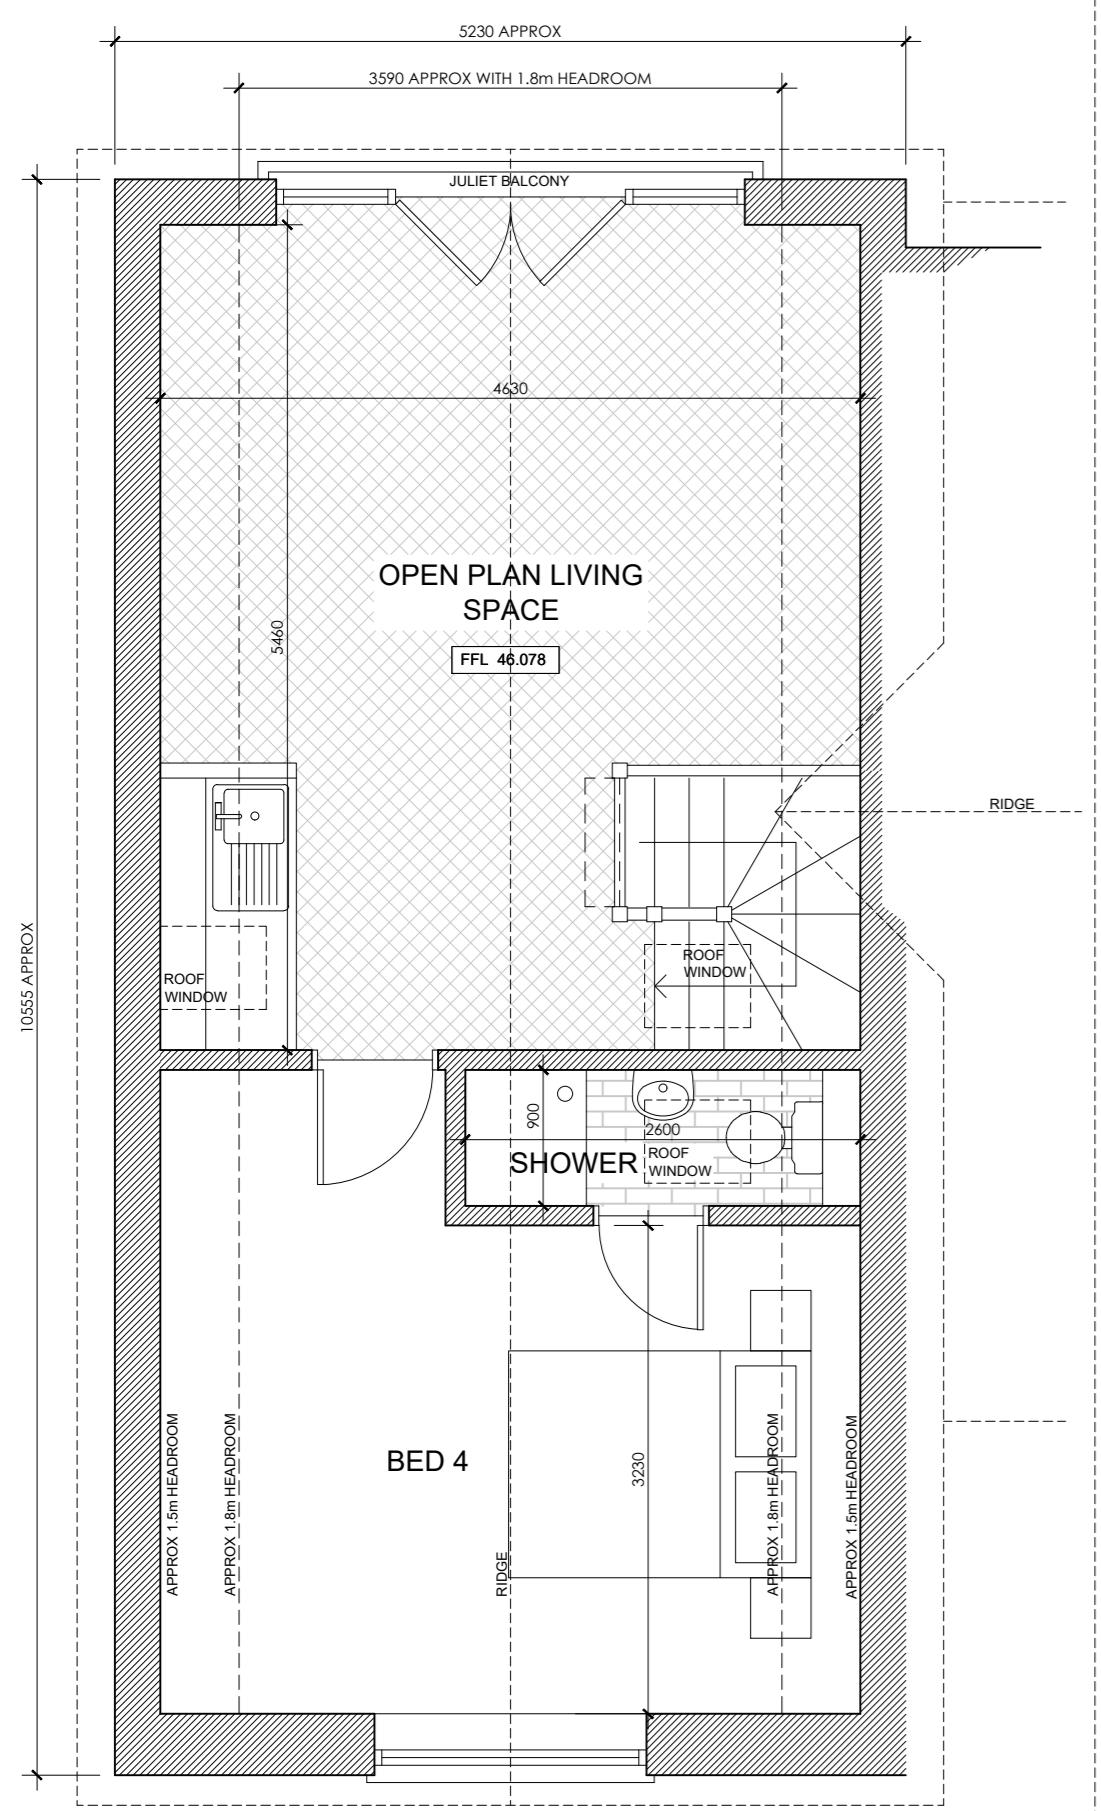 5230 APPROX
3590 APPROX WITH 1.8m HEADROOM
JULIET BALCONY
4630
OPEN PLAN LIVING
SPACE
FFL 46.078
5460
RIDGE
10555 APPROX
ROOF
WINDOW
ROOF
WINDOW
900
2600
SHOWER
ROOF
WINDOW
BED 4
3230
APPROX 1.5m HEADROOM
APPROX 1.8m HEADROOM
RIDGE
APPROX 1.8m HEADROOM
APPROX 1.5m HEADROOM